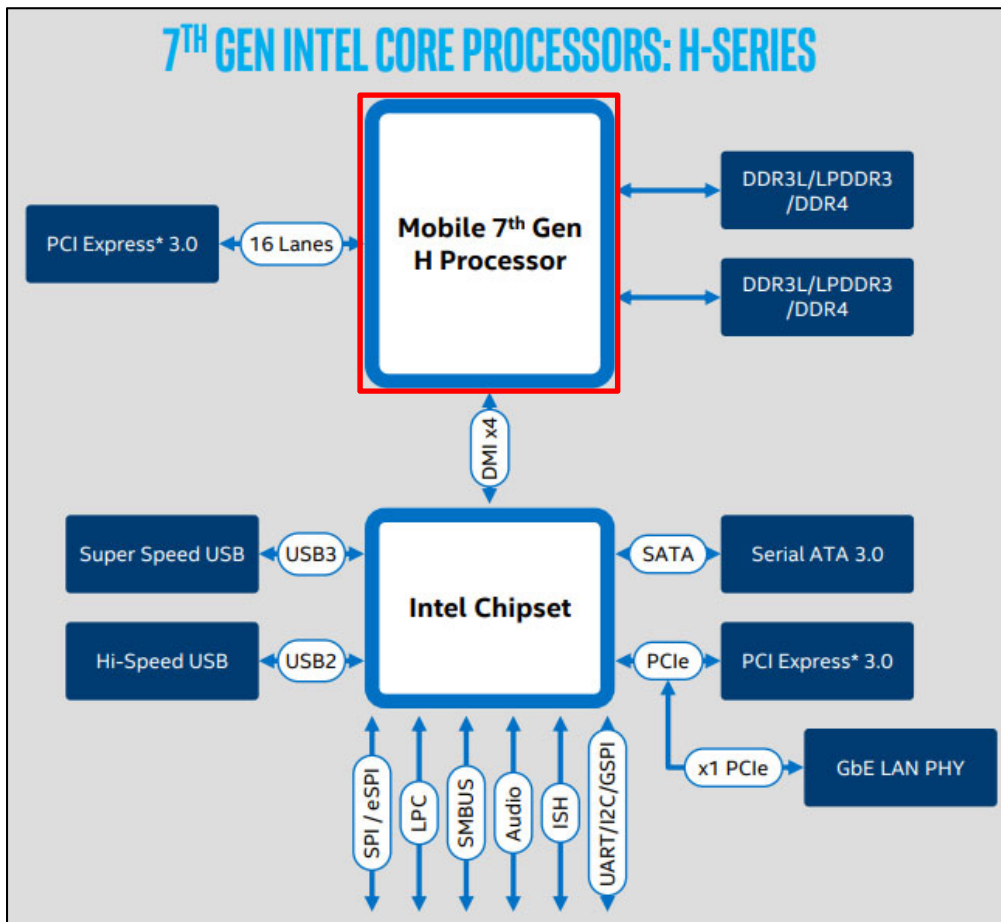 7TH GEN INTEL CORE PROCESSORS: H-SERIES
Mobile 7th Gen
H Processor
PCI Express* 3.0
16 Lanes
DDR3L/LPDDR3
/DDR4
DDR3L/LPDDR3
/DDR4
DMI x4
Intel Chipset
Super Speed USB
USB3
Hi-Speed USB
USB2
SATA
Serial ATA 3.0
PCIe
PCI Express* 3.0
x1 PCIe
GbE LAN PHY
SPI / eSPI
LPC
SMBUS
Audio
ISH
UART/I2C/GSPI